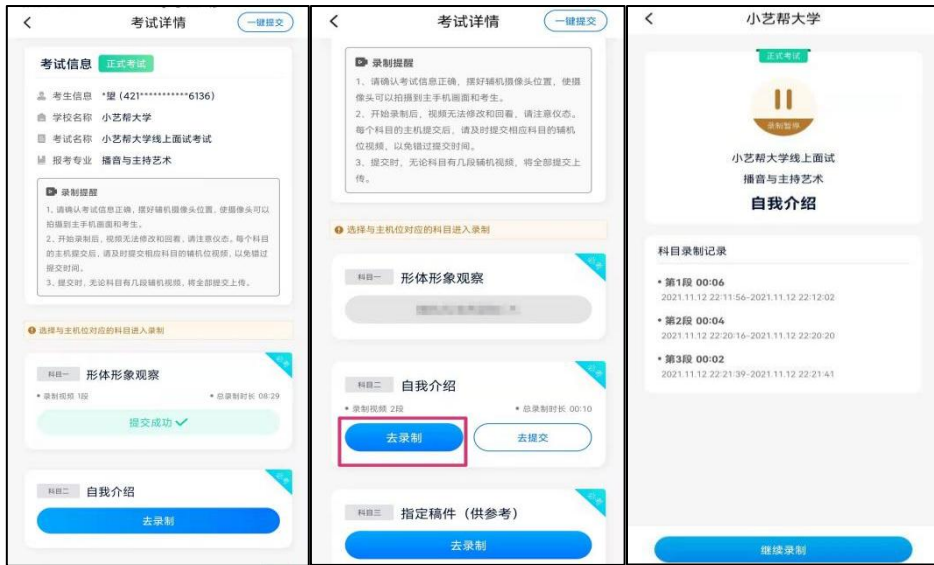 考试详情
一键提交
考试信息 正式考试
考生信息 *望 (421***********6136)
学校名称 小艺帮大学
考试名称 小艺帮大学线上面试考试
报考专业 播音与主持艺术
录制提醒
1、请确认考试信息正确，摆好辅机摄像头位置，使摄像头可以
拍摄到主手机画面和考生。
2、开始录制后，视频无法修改和回看，请注意仪态。每个科目
的主机提交后，请及时提交相应科目的辅机位视频，以免错过
提交时间。
3、提交时，无论科目有几段辅机视频，将全部提交上传。
选择与主机位对应的科目进入录制
必考
科目一 形体形象观察
• 录制视频 1段 • 总录制时长 08:29
提交成功
必考
科目二 自我介绍
去录制
考试详情
一键提交
录制提醒
1、请确认考试信息正确，摆好辅机摄像头位置，使摄
像头可以拍摄到主手机画面和考生。
2、开始录制后，视频无法修改和回看，请注意仪态。
每个科目的主机提交后，请及时提交相应科目的辅机
位视频，以免错过提交时间。
3、提交时，无论科目有几段辅机视频，将全部提交上
传。
选择与主机位对应的科目进入录制
必考
科目一 形体形象观察
必考
科目二 自我介绍
• 录制视频 2段 • 总录制时长 00:10
去录制 去提交
必考
科目三 指定稿件（供参考）
去录制
小艺帮大学
正式考试
录制暂停
小艺帮大学线上面试
播音与主持艺术
自我介绍
科目录制记录
• 第1段 00:06
2021.11.12 22:11:56-2021.11.12 22:12:02
• 第2段 00:04
2021.11.12 22:20:16-2021.11.12 22:20:20
• 第3段 00:02
2021.11.12 22:21:39-2021.11.12 22:21:41
继续录制